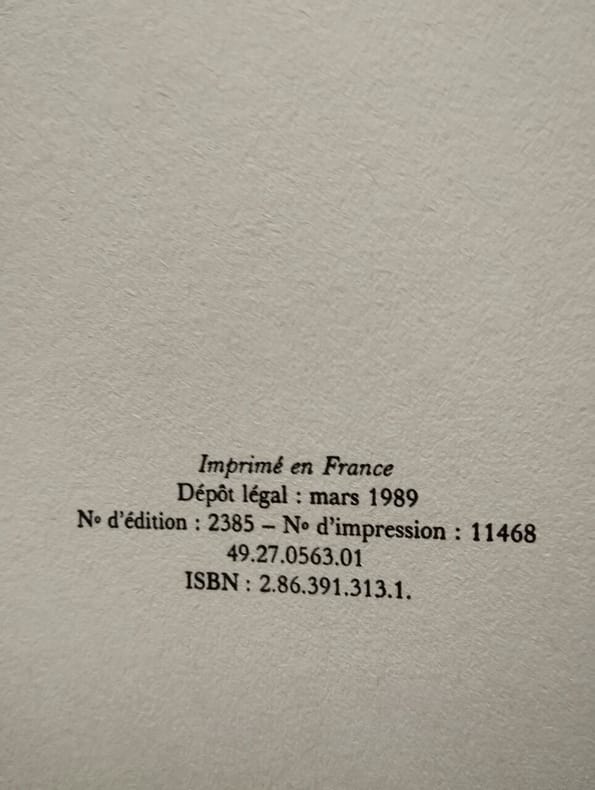 Imprimé en France
Dépôt légal : mars 1989
Nº d'édition : 2385 – Nº d'impression : 11468
49.27.0563.01
ISBN : 2.86.391.313.1.